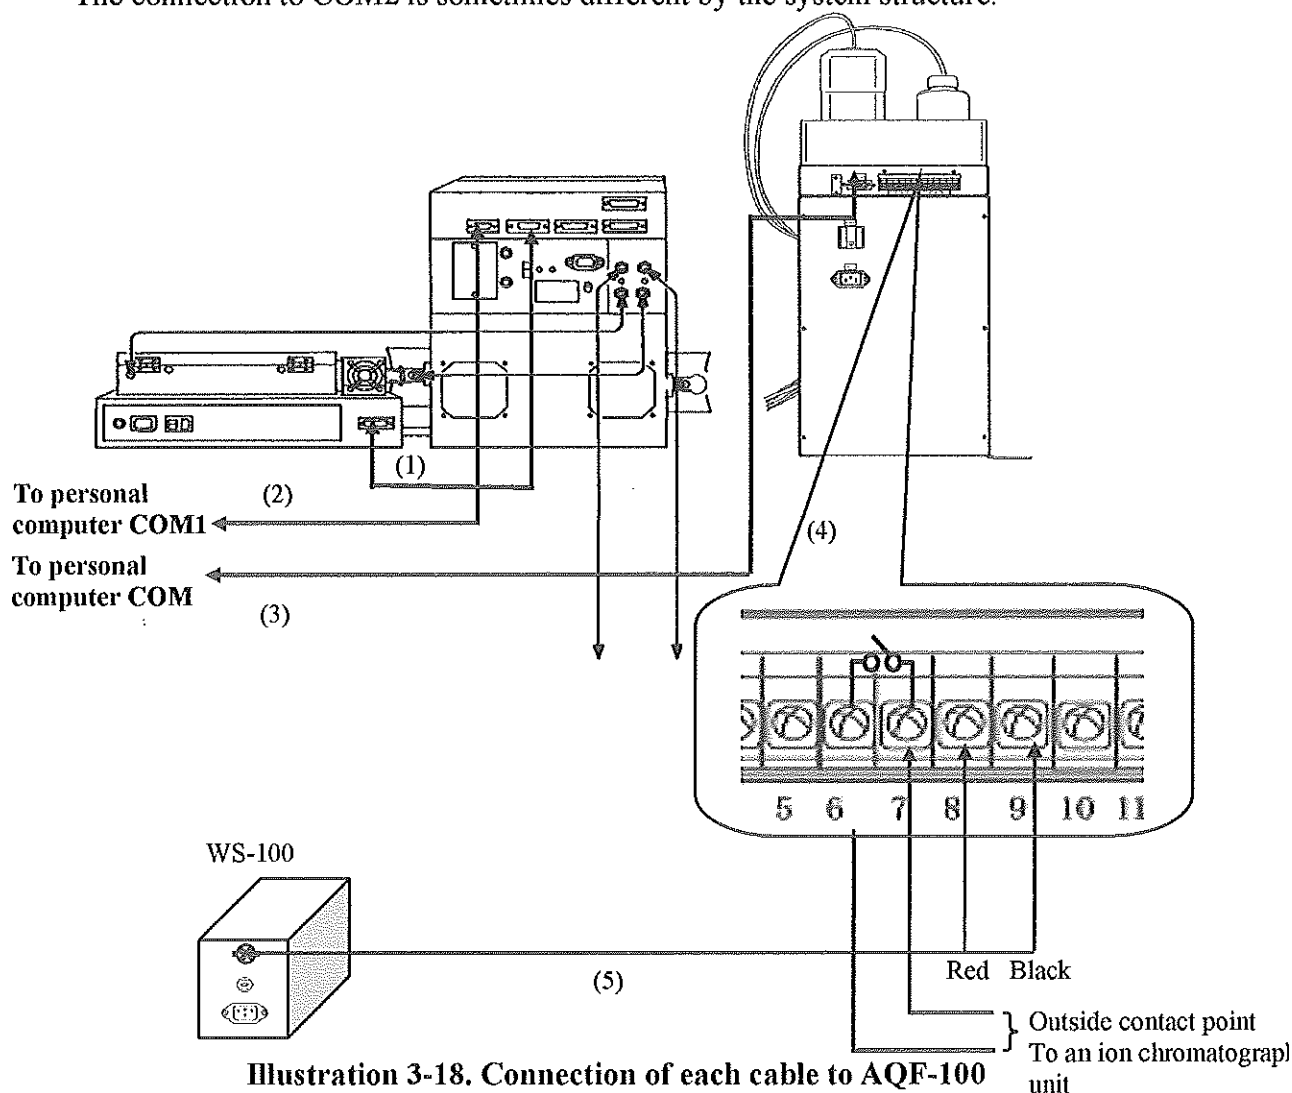 The connection to COM2 is sometimes different by the system structure.
(1)
To personal
(2)
computer COM1
To personal
computer COM
(3)
(4)
5 6 7 8 9 10 11
WS-100
Red Black
(5)
Outside contact point
To an ion chromatograph
unit
Illustration 3-18. Connection of each cable to AQF-100